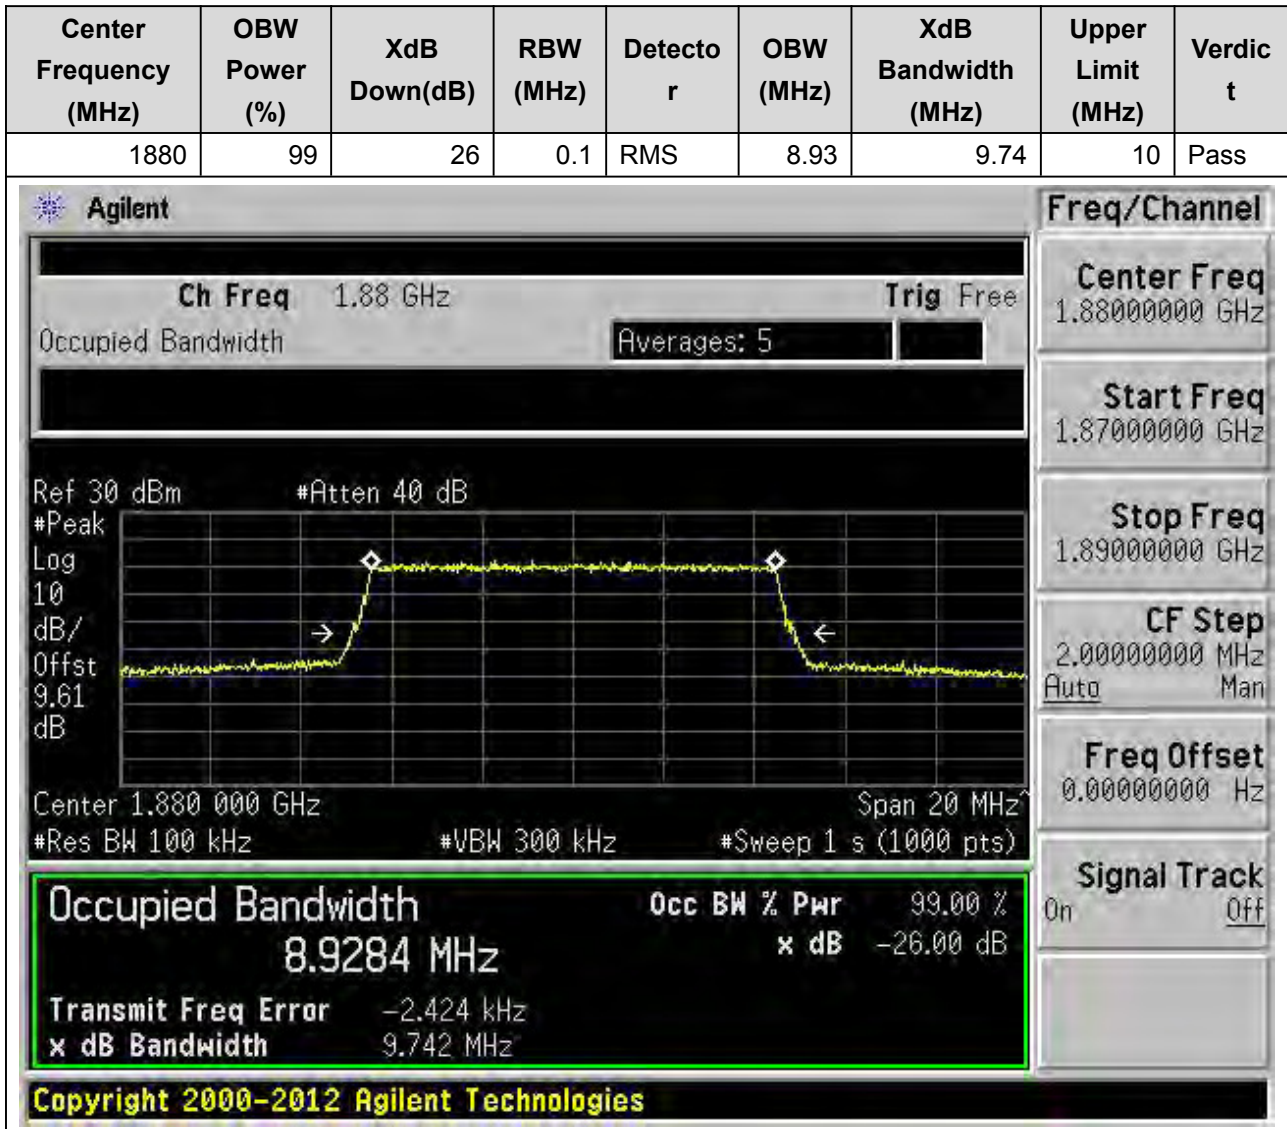 Center Frequency (MHz) OBW Power (%) XdB Down(dB) RBW (MHz) Detecto r OBW (MHz) XdB Bandwidth (MHz) Upper Limit (MHz) Verdic t
1880 99 26 0.1 RMS 8.93 9.74 10 Pass
Agilent
Freq/Channel
Ch Freq 1.88 GHz Trig Free
Occupied Bandwidth Averages: 5
Ref 30 dBm #Atten 40 dB
#Peak
Log
10
dB/
Offst
9.61
dB
Center 1.880 000 GHz Span 20 MHz^
#Res BW 100 kHz #VBW 300 kHz #Sweep 1 s (1000 pts)
Occupied Bandwidth Occ BW % Pwr 99.00 %
8.9284 MHz x dB -26.00 dB
Transmit Freq Error -2.424 kHz
x dB Bandwidth 9.742 MHz
Copyright 2000-2012 Agilent Technologies
Center Freq
1.88000000 GHz
Start Freq
1.87000000 GHz
Stop Freq
1.89000000 GHz
CF Step
2.00000000 MHz
Auto Man
Freq Offset
0.00000000 Hz
Signal Track
On Off